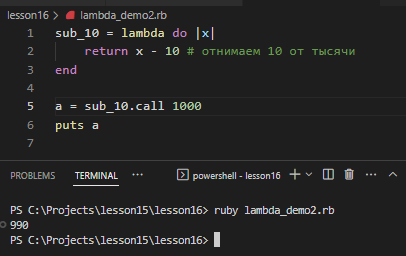 lesson16 > lambda_demo2.rb
1 sub_10 = lambda do |x|
2     return x - 10 # отнимаем 10 от тысячи
3 end
4
5 a = sub_10.call 1000
6 puts a
7
PROBLEMS TERMINAL ··· powershell - lesson16
PS C:\Projects\lesson15\lesson16> ruby lambda_demo2.rb
990
PS C:\Projects\lesson15\lesson16>